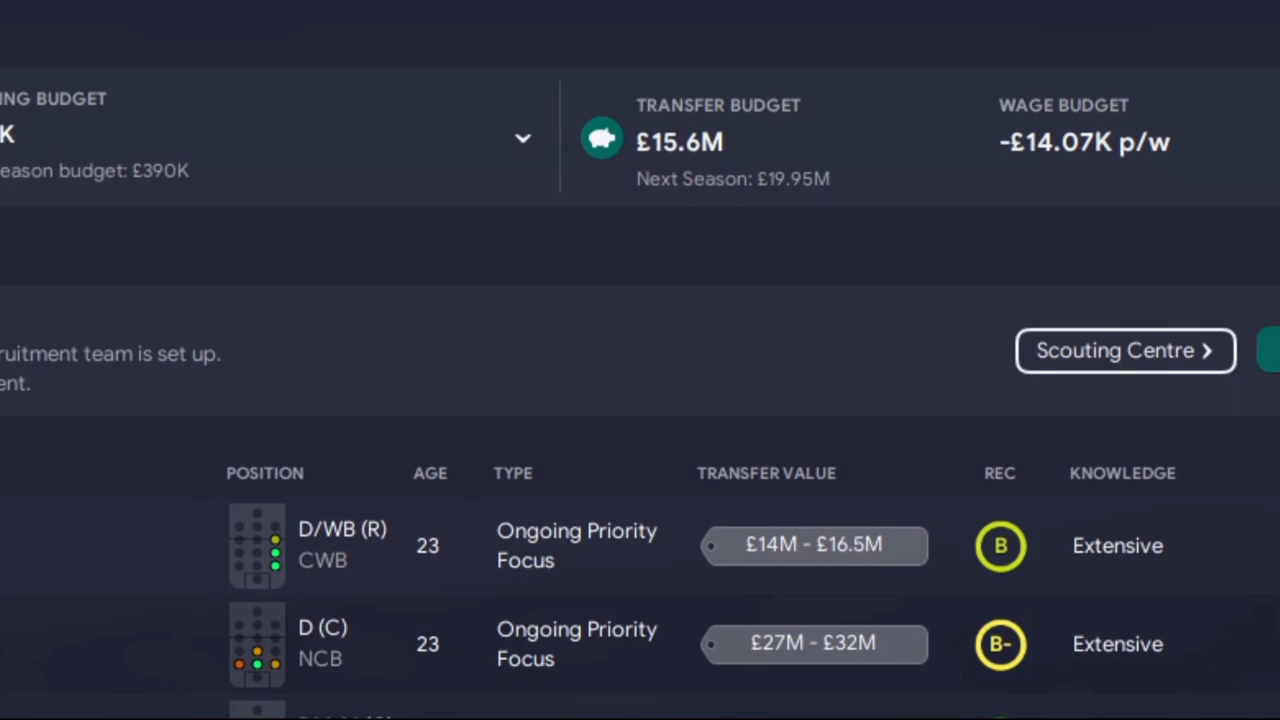 ING BUDGET
K
eason budget: £390K
TRANSFER BUDGET
£15.6M
Next Season: £19.95M
WAGE BUDGET
-£14.07K p/w
ruitment team is set up.
ent.
Scouting Centre
POSITION AGE TYPE TRANSFER VALUE REC KNOWLEDGE
D/WB (R)
CWB
23
Ongoing Priority
Focus
£14M - £16.5M
B
Extensive
D (C)
NCB
23
Ongoing Priority
Focus
£27M - £32M
B-
Extensive